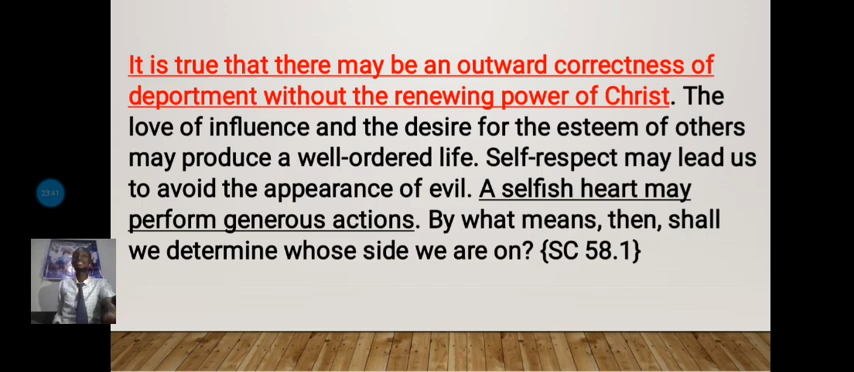 It is true that there may be an outward correctness of
deportment without the renewing power of Christ. The
love of influence and the desire for the esteem of others
may produce a well-ordered life. Self-respect may lead us
to avoid the appearance of evil. A selfish heart may
perform generous actions. By what means, then, shall
we determine whose side we are on? {SC 58.1}
23:41